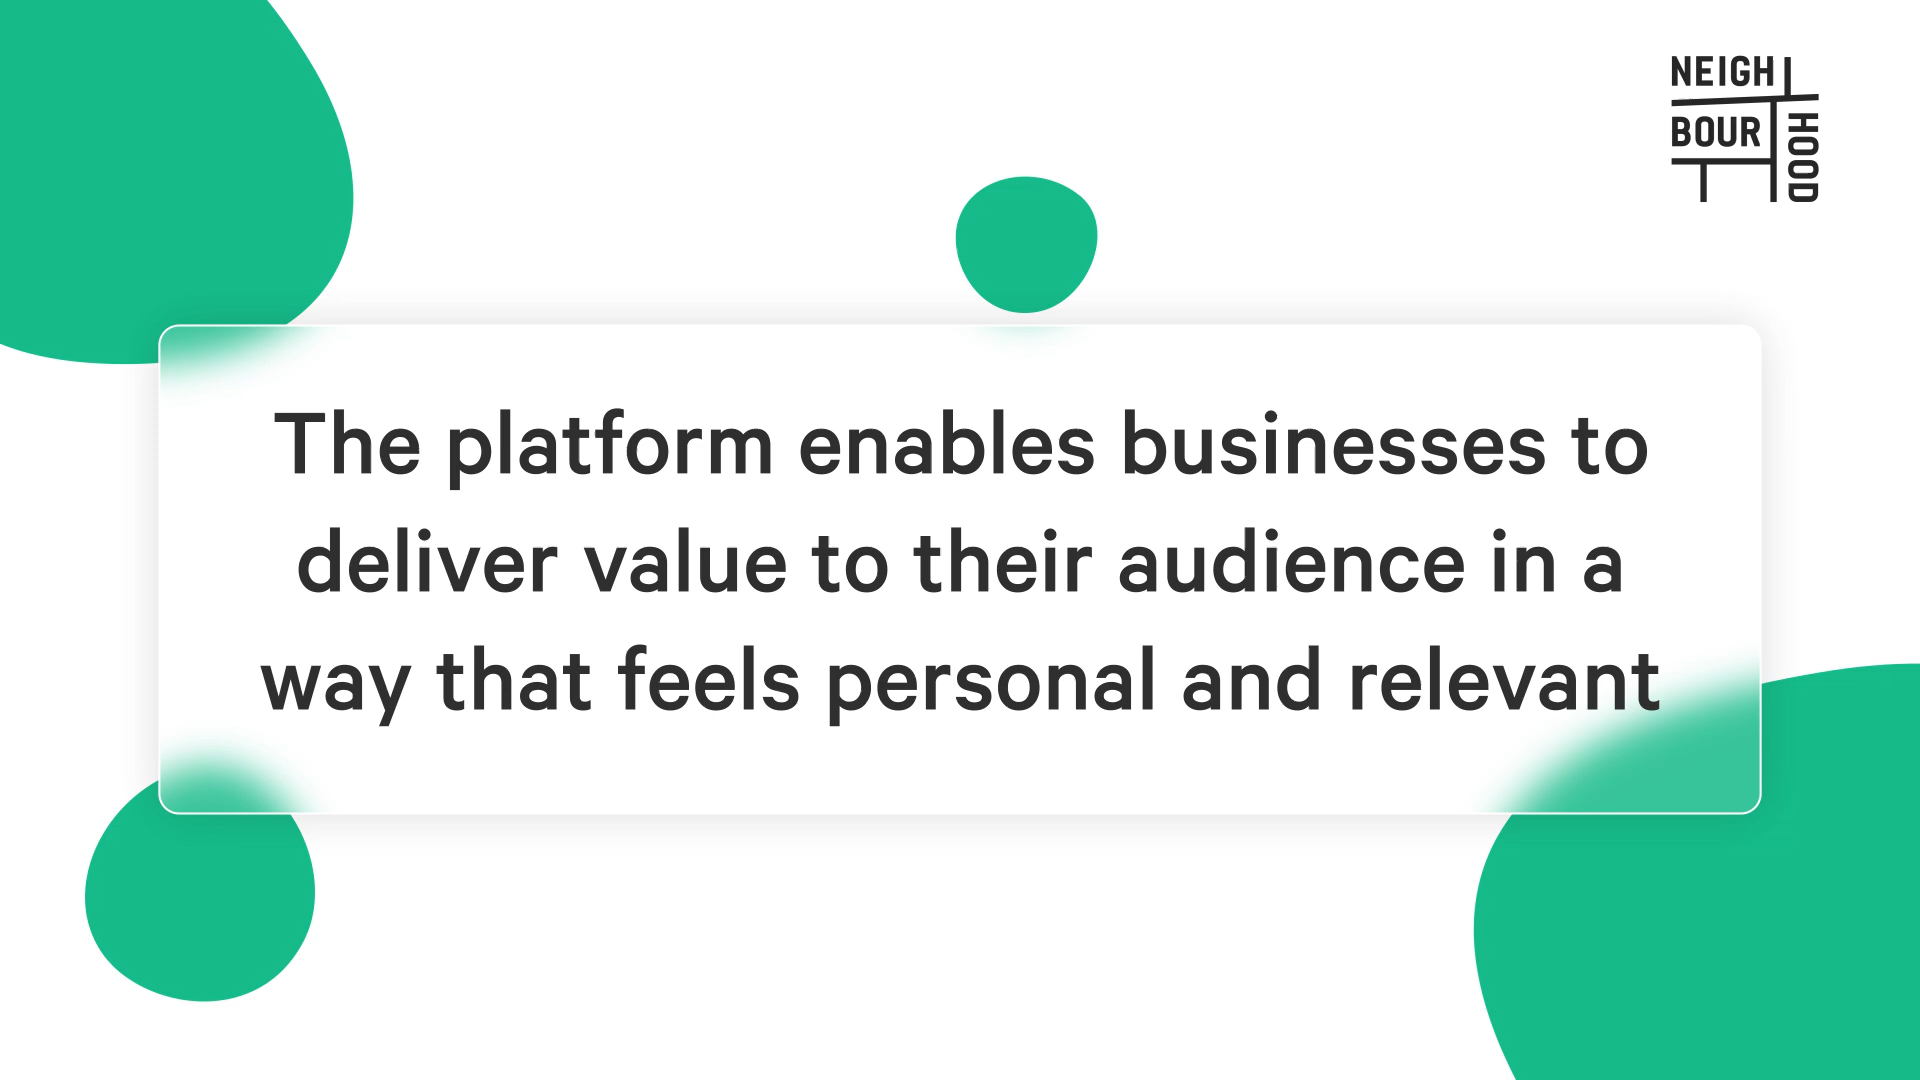 NEIGH
BOUR
HOOD
The platform enables businesses to
deliver value to their audience in a
way that feels personal and relevant